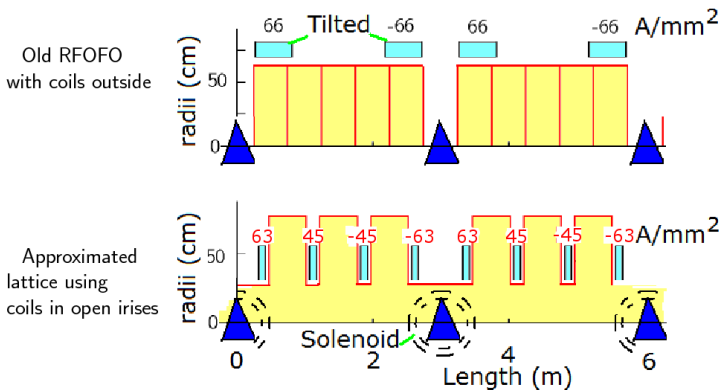 66 Tilted -66 66 -66 A/mm²
Old RFOFO
with coils outside
radii (cm)
50
0
63 45 -45 -63 63 45 -45 -63 A/mm²
Approximated
lattice using
coils in open irises
radii (cm)
50
0
Solenoid
0 2 4 6
Length (m)